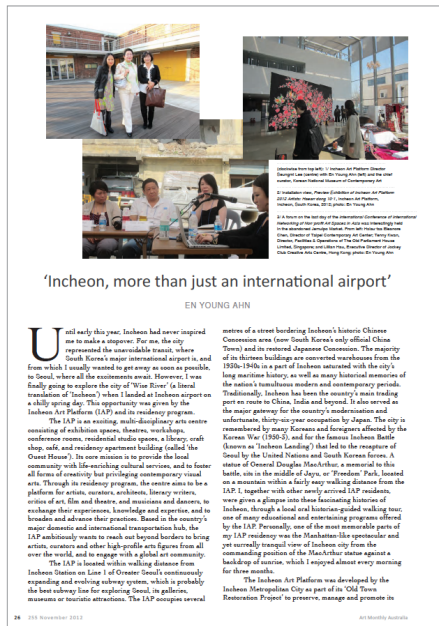 (clockwise from top left): 1/ Incheon Art Platform Director
Seungmi Lee (centre) with En Young Ahn (left) and the chief
curator, Korean National Museum of Contemporary Art
2/ Installation view, Preview Exhibition of Incheon Art Platform
2012 Artists: Hasen dong 10-1, Incheon Art Platform,
Incheon, South Korea, 2012; photo: En Young Ahn
3/ A forum on the last day of the International Conference of International
Networking of Non-profit Art Spaces in Asia was interestingly held
in the abandoned Jemulpo Market. From left: Hsiau-tzu Eleonore
Chen, Director of Taipei Contemporary Art Center; Tenny Kwan,
Director, Facilities & Operations of The Old Parliament House
Limited, Singapore; and Lillian Hau, Executive Director of Jockey
Club Creative Arts Centre, Hong Kong; photo: En Young Ahn
‘Incheon, more than just an international airport’
EN YOUNG AHN
Until early this year, Incheon had never inspired
me to make a stopover. For me, the city
represented the unavoidable transit, where
South Korea’s major international airport is, and
from which I usually wanted to get away as soon as possible,
to Seoul, where all the excitements await. However, I was
finally going to explore the city of ‘Wise River’ (a literal
translation of ‘Incheon’) when I landed at Incheon airport on
a chilly spring day. This opportunity was given by the
Incheon Art Platform (IAP) and its residency program.
The IAP is an exciting, multi-disciplinary arts centre
consisting of exhibition spaces, theatres, workshops,
conference rooms, residential studio spaces, a library, craft
shop, café, and residency apartment building (called ‘the
Guest House’). Its core mission is to provide the local
community with life-enriching cultural services, and to foster
all forms of creativity but privileging contemporary visual
arts. Through its residency program, the centre aims to be a
platform for artists, curators, architects, literary writers,
critics of art, film and theatre, and musicians and dancers, to
exchange their experiences, knowledge and expertise, and to
broaden and advance their practices. Based in the country’s
major domestic and international transportation hub, the
IAP ambitiously wants to reach out beyond borders to bring
artists, curators and other high-profile arts figures from all
over the world, and to engage with a global art community.
The IAP is located within walking distance from
Incheon Station on Line 1 of Greater Seoul’s continuously
expanding and evolving subway system, which is probably
the best subway line for exploring Seoul, its galleries,
museums or touristic attractions. The IAP occupies several
metres of a street bordering Incheon’s historic Chinese
Concession area (now South Korea’s only official China
Town) and its restored Japanese Concession. The majority
of its thirteen buildings are converted warehouses from the
1930s-1940s in a part of Incheon saturated with the city’s
long maritime history, as well as many historical memories of
the nation’s tumultuous modern and contemporary periods.
Traditionally, Incheon has been the country’s main trading
port en route to China, India and beyond. It also served as
the major gateway for the country’s modernisation and
unfortunate, thirty-six-year occupation by Japan. The city is
remembered by many Koreans and foreigners affected by the
Korean War (1950-3), and for the famous Incheon Battle
(known as ‘Incheon Landing’) that led to the recapture of
Seoul by the United Nations and South Korean forces. A
statue of General Douglas MacArthur, a memorial to this
battle, sits in the middle of Jayu, or ‘Freedom’ Park, located
on a mountain within a fairly easy walking distance from the
IAP. I, together with other newly arrived IAP residents,
were given a glimpse into these fascinating histories of
Incheon, through a local oral historian-guided walking tour,
one of many educational and entertaining programs offered
by the IAP. Personally, one of the most memorable parts of
my IAP residency was the Manhattan-like spectacular and
yet surreally tranquil view of Incheon city from the
commanding position of the MacArthur statue against a
backdrop of sunrise, which I enjoyed almost every morning
for three months.
The Incheon Art Platform was developed by the
Incheon Metropolitan City as part of its ‘Old Town
Restoration Project’ to preserve, manage and promote its
26 255 November 2012
Art Monthly Australia